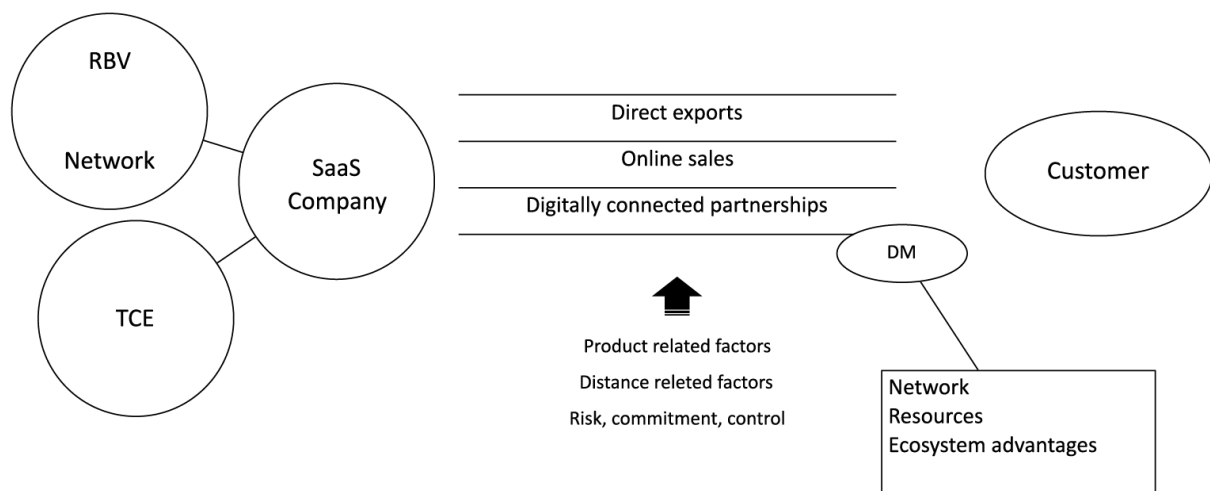 RBV
Network
TCE
SaaS
Company
Direct exports
Online sales
Digitally connected partnerships
DM
Customer
Product related factors
Distance releted factors
Risk, commitment, control
Network
Resources
Ecosystem advantages